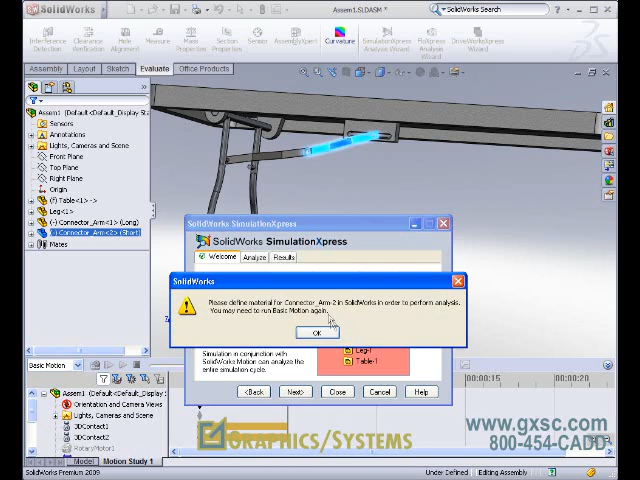 SolidWorks
Assem1.SLDASM *
SolidWorks Search
Interference Detection
Clearance Verification
Hole Alignment
Measure
Mass Properties
Section Properties
Sensor
AssemblyXpert
Curvature
SimulationXpress Analysis Wizard
FloXpress Analysis Wizard
DriveWorksXpress Wizard
Assembly
Layout
Sketch
Evaluate
Office Products
Assem1 (Default<Default_Display Sta
Sensors
Annotations
Lights, Cameras and Scene
Front Plane
Top Plane
Right Plane
Origin
(f) Table<1> ->
Leg<1>
(-) Connector_Arm<1> (Long)
(-) Connector_Arm<2> (Short)
Mates
SolidWorks SimulationXpress
SolidWorks SimulationXpress
Welcome
Analyze
Results
SolidWorks
Please define material for Connector_Arm-2 in SolidWorks in order to perform analysis.
You may need to run Basic Motion again.
OK
Simulation in conjunction with
SolidWorks Motion can analyze the
entire simulation cycle.
Leg-1
Table-1
<Back
Next>
Close
Cancel
Help
Basic Motion
00:00:15
00:00:20
Assem1 (Default<Default_
Orientation and Camera Views
Lights, Cameras and Scene
3DContact1
3DContact2
RotaryMotor1
Model
Motion Study 1
GRAPHICS/SYSTEMS
www.gxsc.com
800-454-CADD
SolidWorks Premium 2009
Under Defined
Editing Assembly